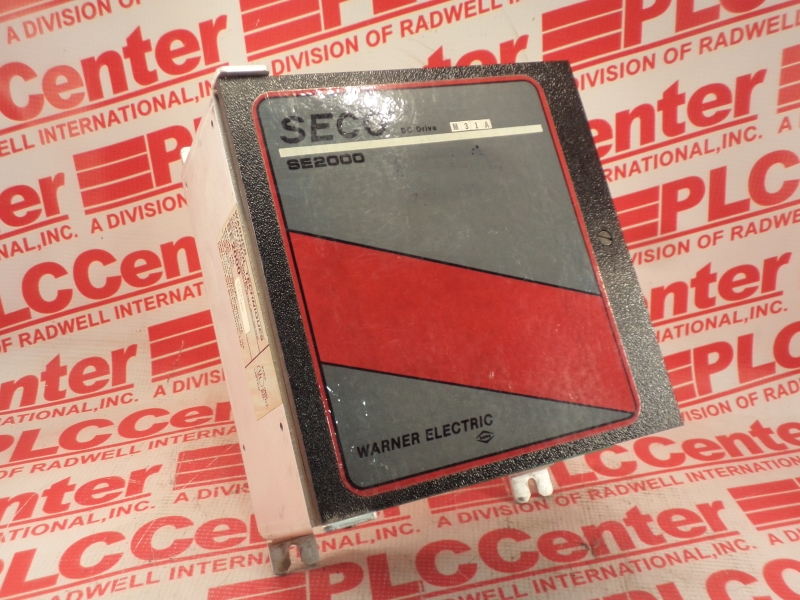 SECO DC Drive M31A
SE2000
WARNER ELECTRIC
PLCCenter
A DIVISION OF RADWELL INTERNATIONAL, INC.